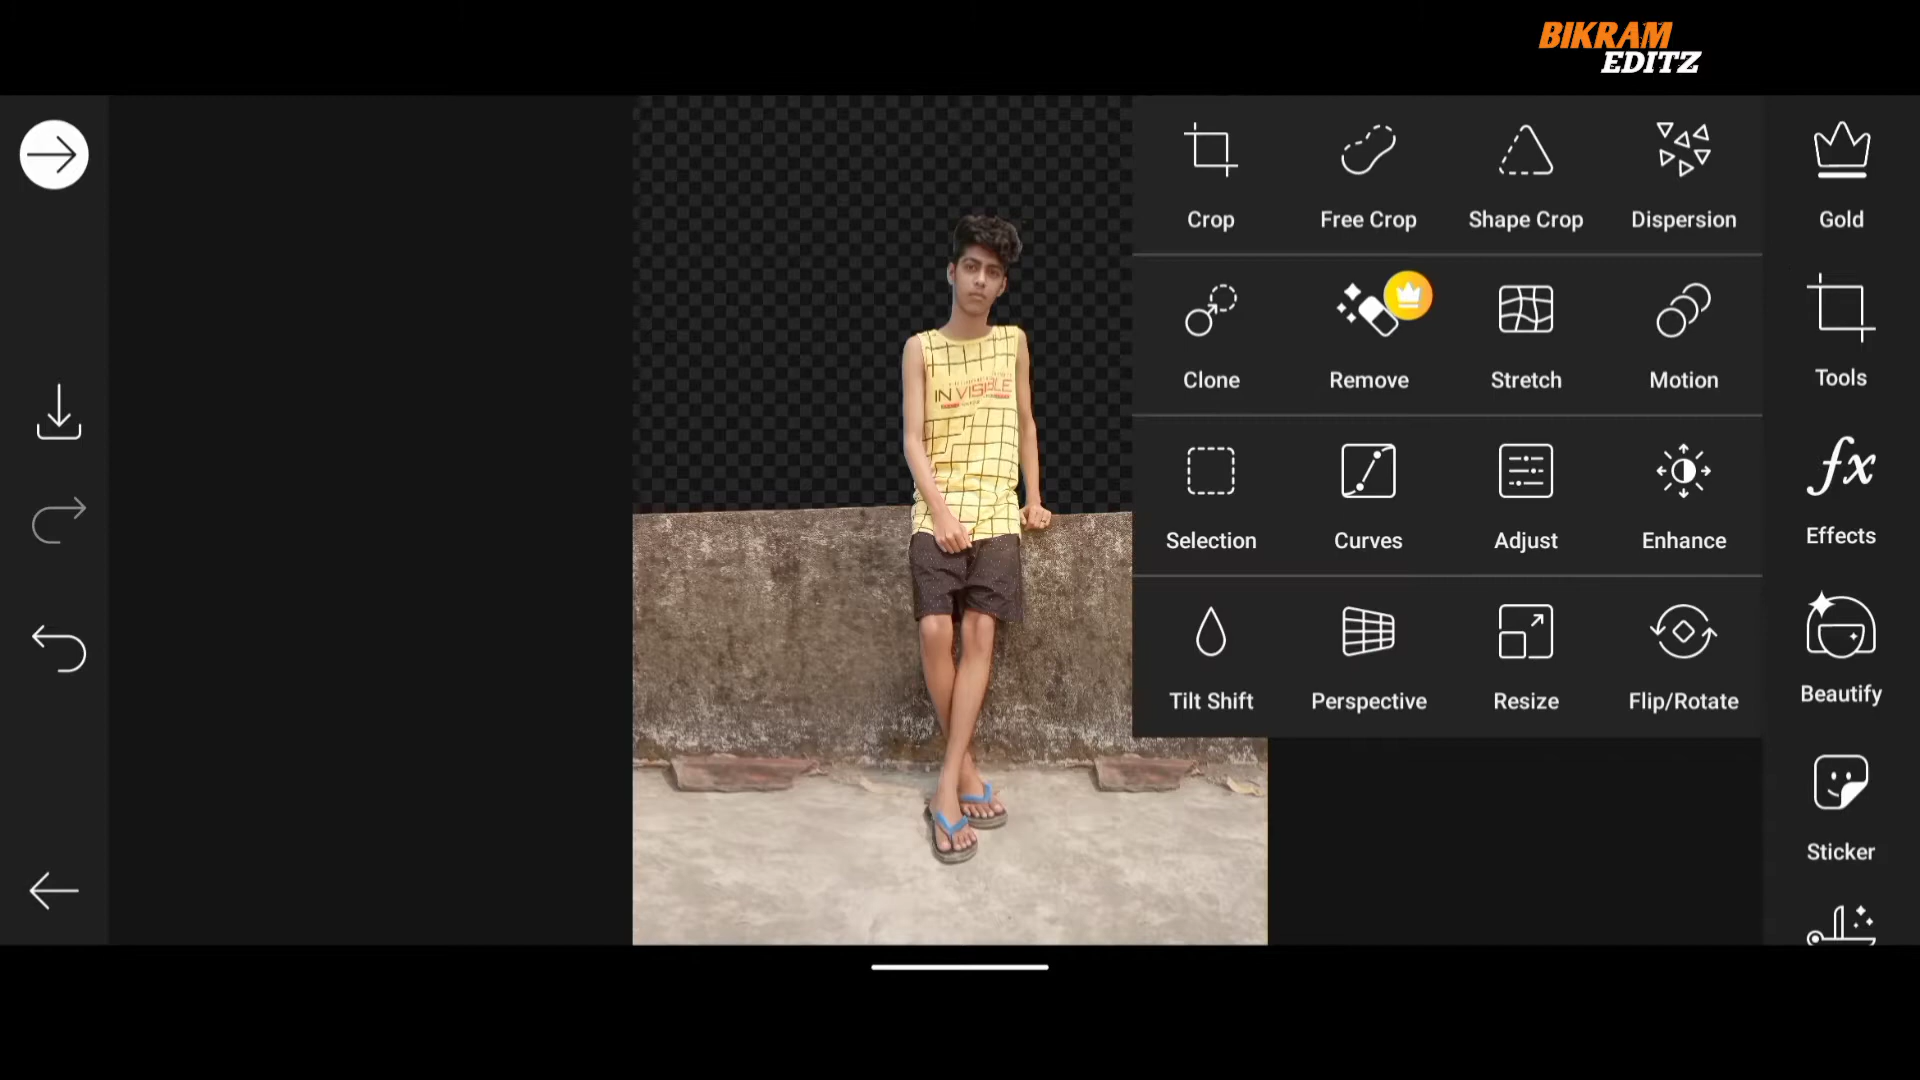 BIKRAM
EDITZ
Crop
Free Crop
Shape Crop
Dispersion
Gold
Clone
Remove
Stretch
Motion
Tools
Selection
Curves
Adjust
Enhance
Effects
Tilt Shift
Perspective
Resize
Flip/Rotate
Beautify
Sticker
INVISIBLE